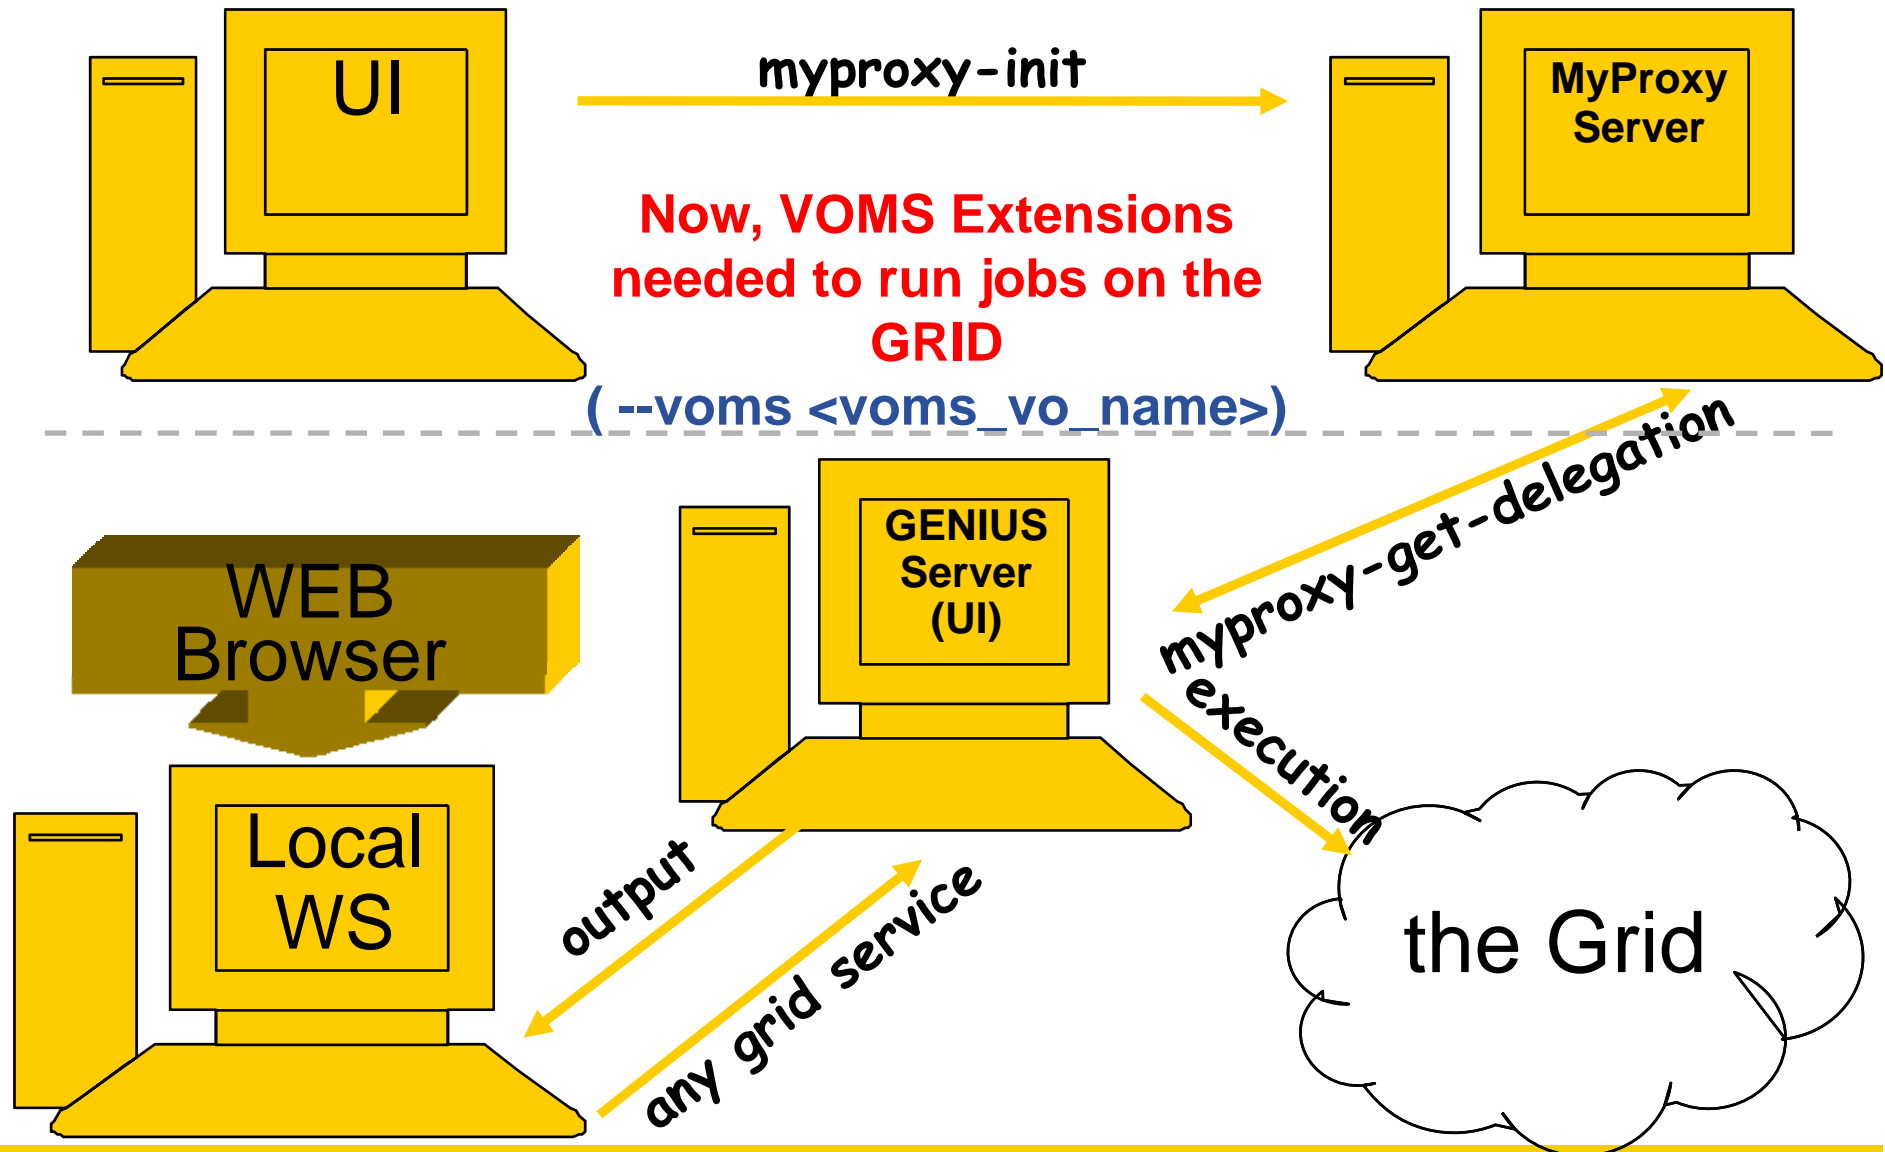 UI
myproxy-init
MyProxy
Server
Now, VOMS Extensions
needed to run jobs on the
GRID
( --voms <voms_vo_name>)
myproxy-get-delegation
GENIUS
Server
(UI)
WEB
Browser
execution
Local
WS
output
any grid service
the Grid